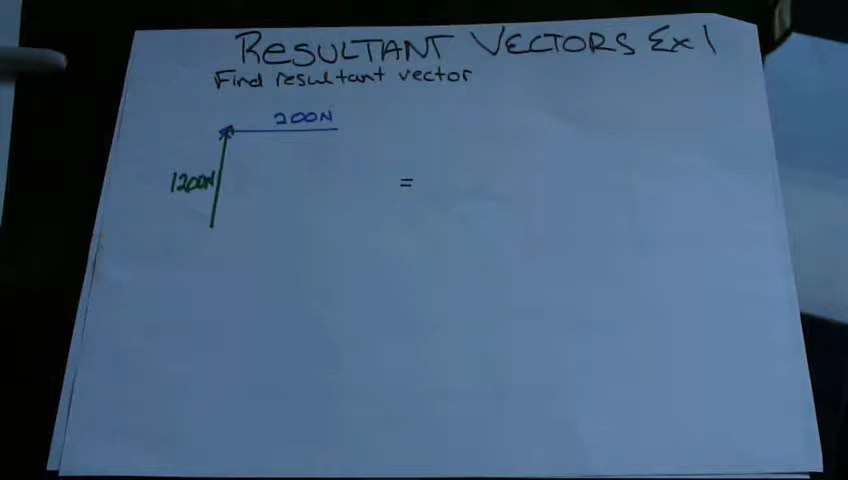 RESULTANT VECTORS Ex 1
Find resultant vector
200N
1200N
=